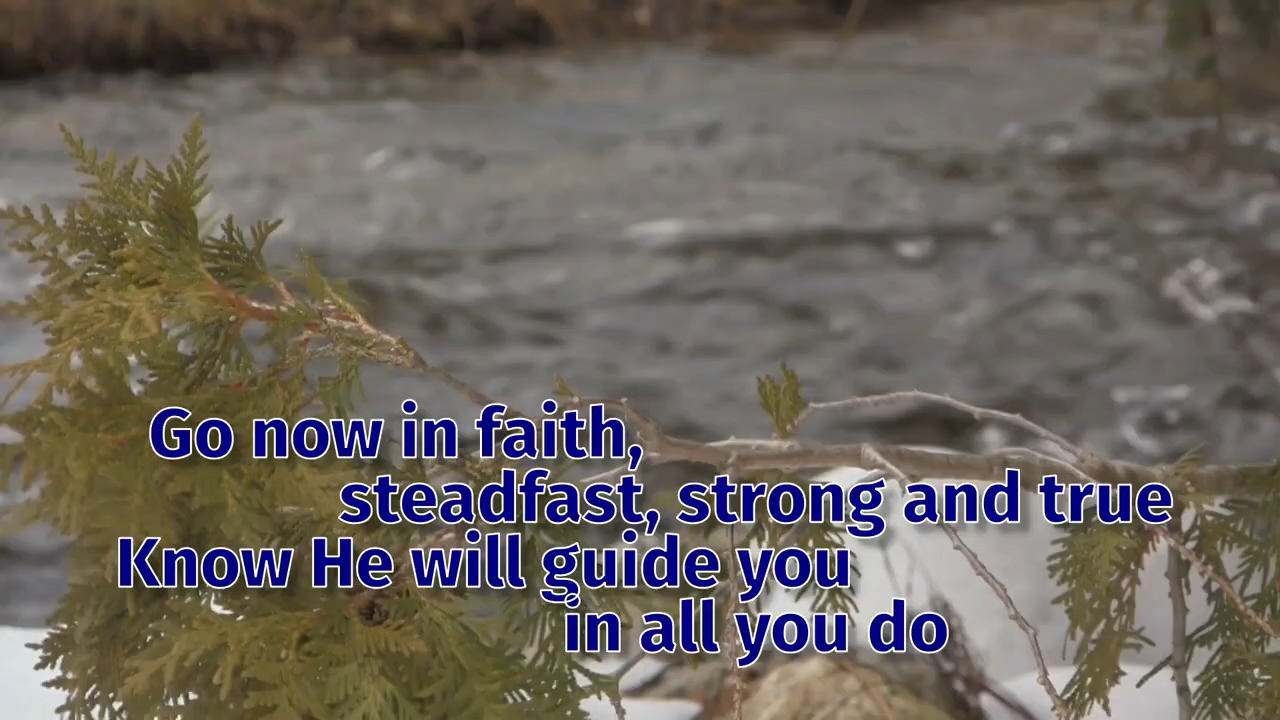 Go now in faith,
steadfast, strong and true
Know He will guide you
in all you do